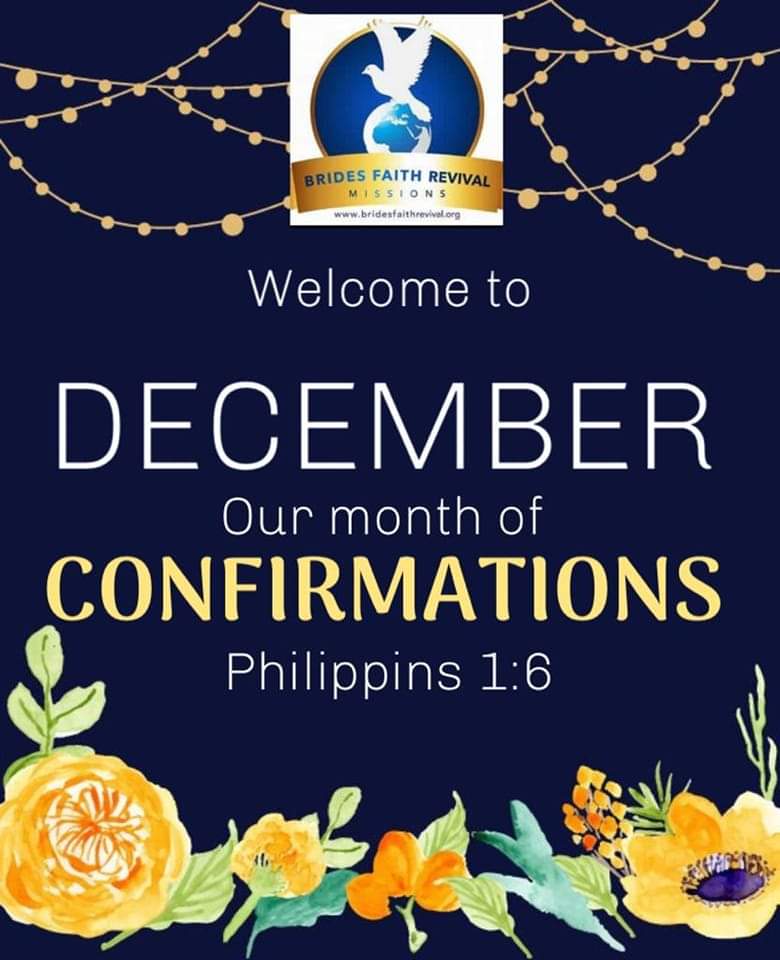 BRIDES FAITH REVIVAL
MISSIONS
www.bridesfaithrevival.org
Welcome to
DECEMBER
Our month of
CONFIRMATIONS
Philippins 1:6